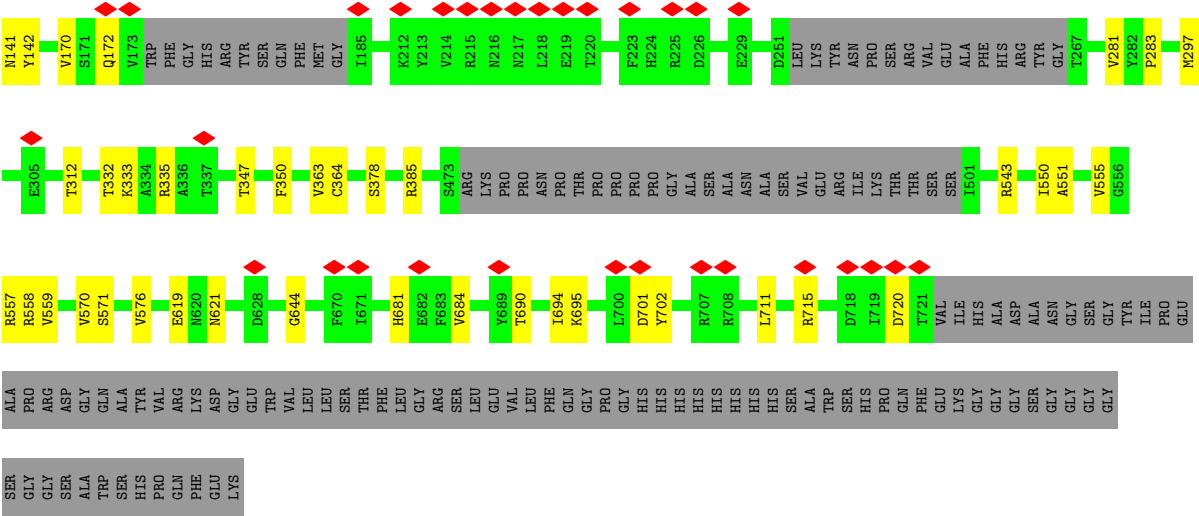 N141 Y142 V170 S171 Q172 V173 TRP PHE GLY HIS ARG TYR SER GLN PHE MET GLY I185 K212 Y213 V214 R215 N216 N217 L218 E219 T220 F223 H224 R225 D226 E229 D251 LEU LYS TYR ASN PRO SER ARG VAL GLU ALA PHE HIS ARG TYR GLY T267 V281 Y282 P283 M297
E305 T312 T332 K333 A334 R335 A336 T337 T347 F350 V363 C364 S378 R385 S473 ARG LYS PRO PRO ASN PRO THR PRO PRO PRO PRO GLY ALA SER ALA ASN ALA SER VAL GLU ARG ILE LYS THR THR SER SER I501 R543 I550 A551 V555 G556
R557 R558 V559 V570 S571 V576 E619 N620 N621 D628 G644 F670 I671 H681 E682 F683 V684 Y689 T690 I694 K695 L700 D701 Y702 R707 R708 L711 R715 D718 I719 D720 T721 VAL ILE HIS ALA ASP ALA ASN GLY SER GLY TYR ILE PRO GLU
ALA PRO ARG ASP GLY GLN ALA TYR VAL ARG LYS ASP GLY GLU TRP VAL LEU LEU SER THR PHE LEU GLY ARG SER LEU GLU VAL LEU PHE GLN GLY PRO GLY HIS HIS HIS HIS HIS HIS HIS HIS SER ALA TRP SER HIS PRO GLN PHE GLU LYS GLY GLY GLY SER GLY GLY GLY GLY
SER GLY GLY SER ALA TRP SER HIS PRO GLN PHE GLU LYS